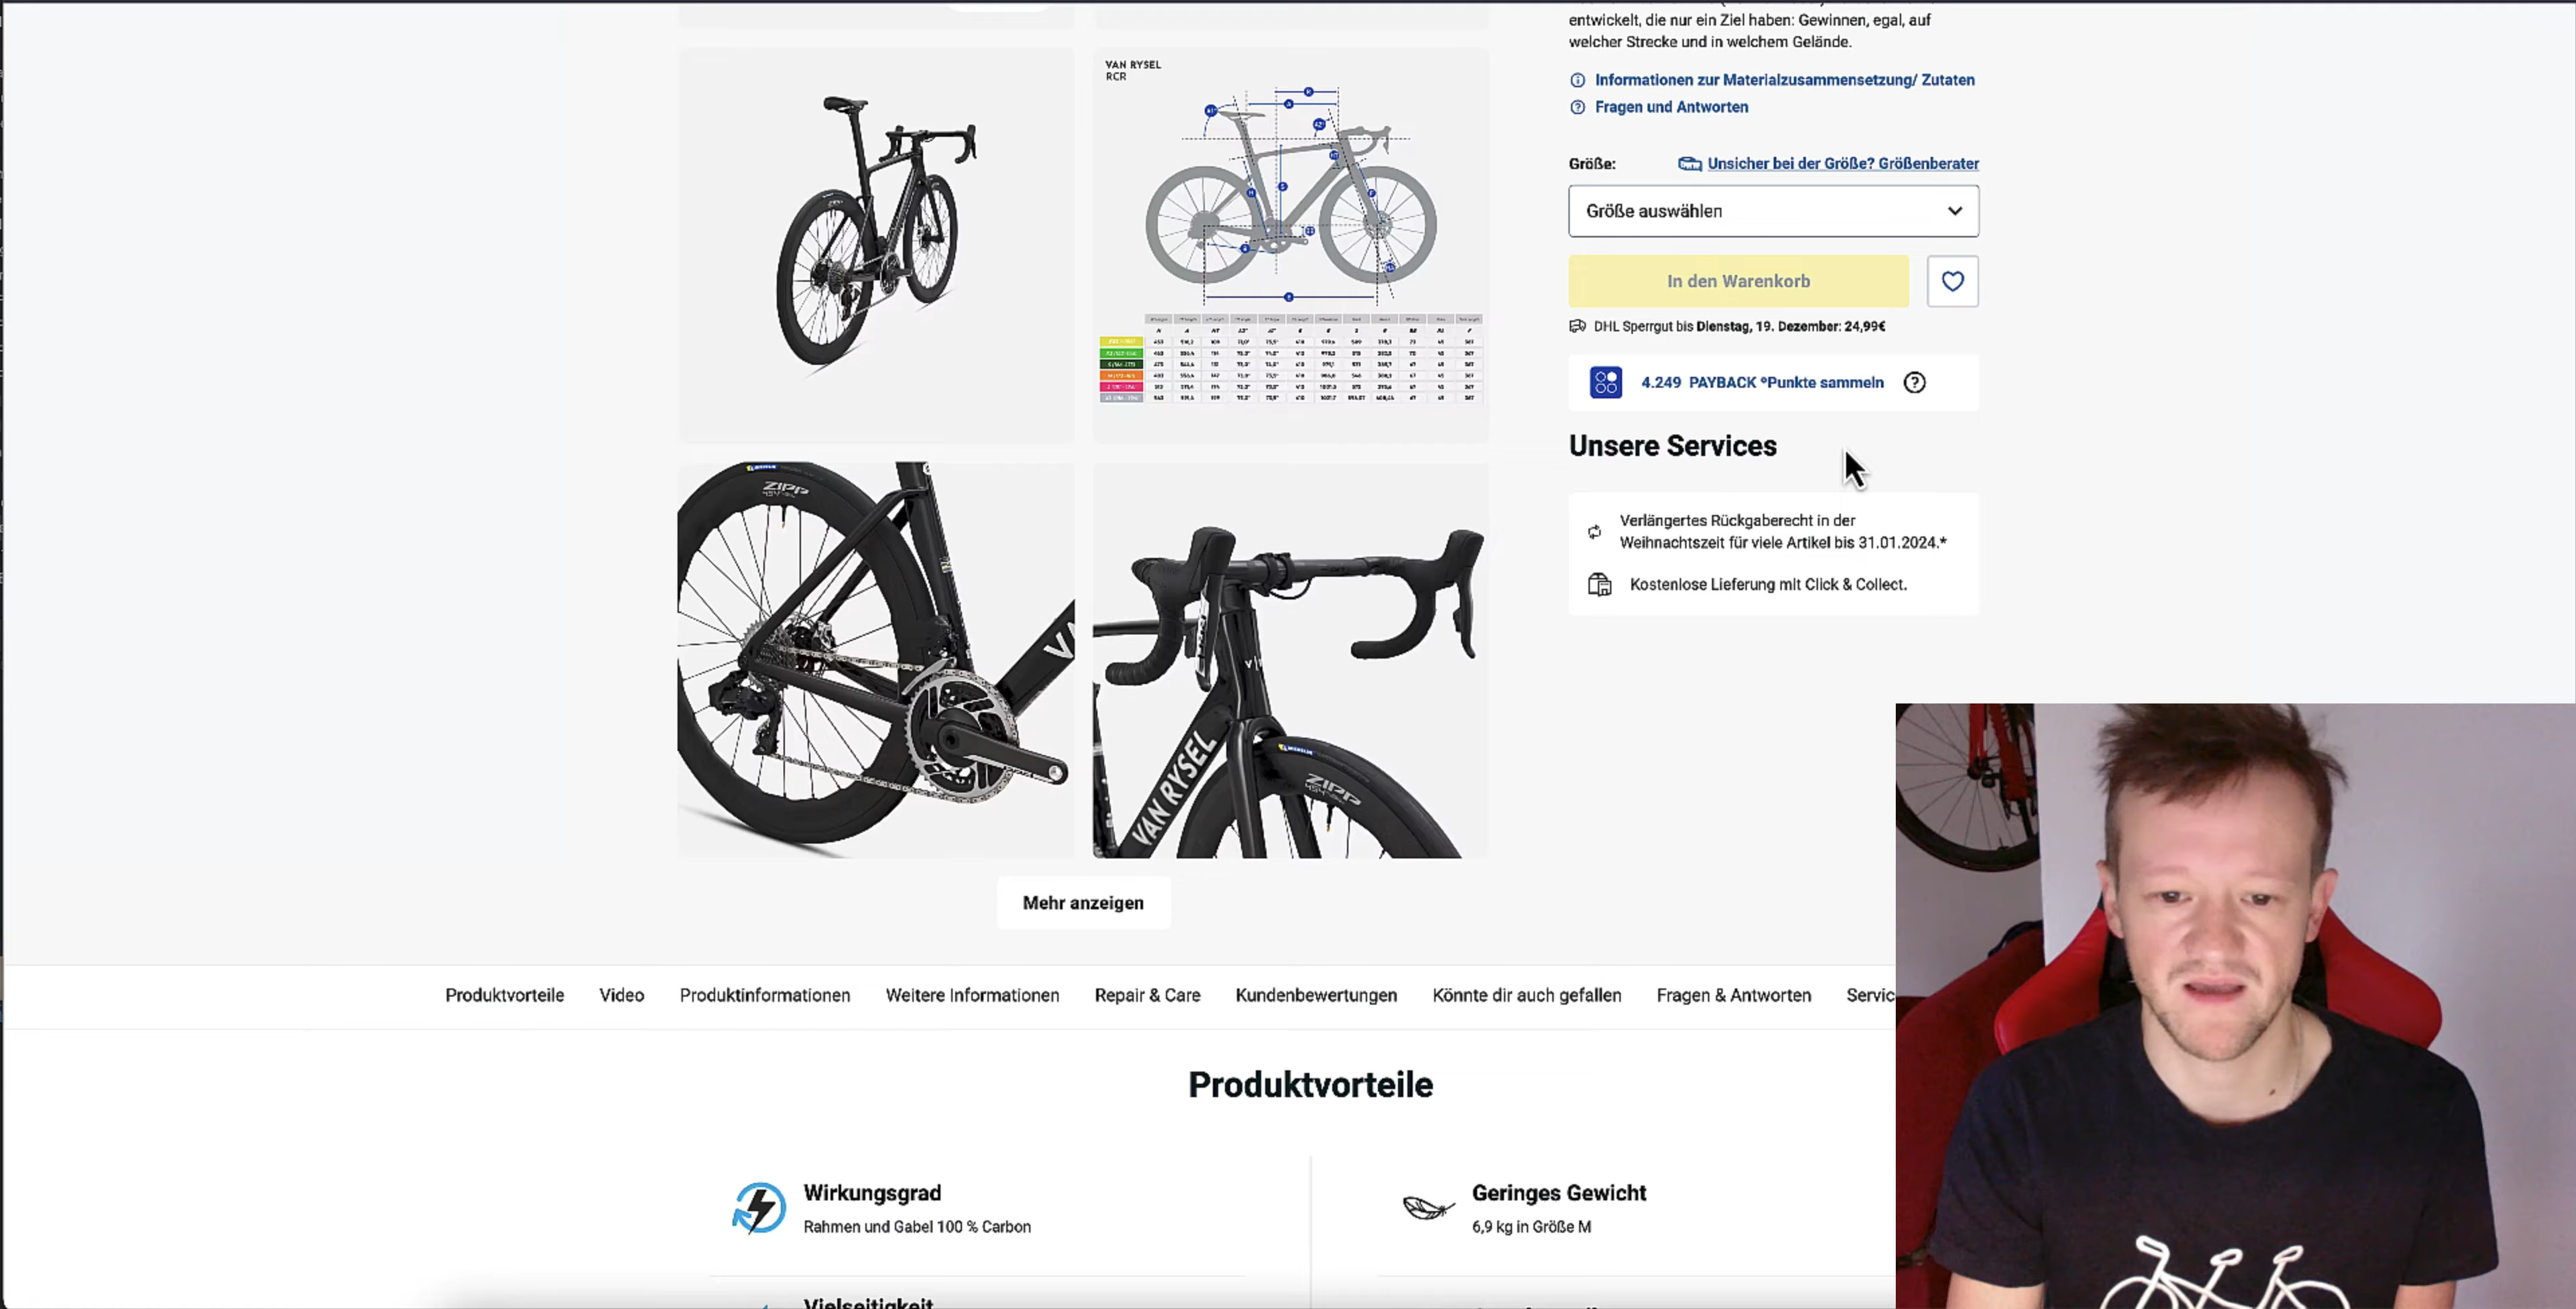 entwickelt, die nur ein Ziel haben: Gewinnen, egal, auf
welcher Strecke und in welchem Gelände.
Informationen zur Materialzusammensetzung/ Zutaten
Fragen und Antworten
Größe:
Unsicher bei der Größe? Größenberater
Größe auswählen
In den Warenkorb
DHL Sperrgut bis Dienstag, 19. Dezember: 24,99€
4.249 PAYBACK °Punkte sammeln
Unsere Services
Verlängertes Rückgaberecht in der
Weihnachtszeit für viele Artikel bis 31.01.2024.*
Kostenlose Lieferung mit Click & Collect.
VAN RYSEL
RCR
ZIPP
VAN RYSEL
ZIPP
Mehr anzeigen
Produktvorteile
Video
Produktinformationen
Weitere Informationen
Repair & Care
Kundenbewertungen
Könnte dir auch gefallen
Fragen & Antworten
Servic
Produktvorteile
Wirkungsgrad
Rahmen und Gabel 100 % Carbon
Geringes Gewicht
6,9 kg in Größe M
Vielseitigkeit